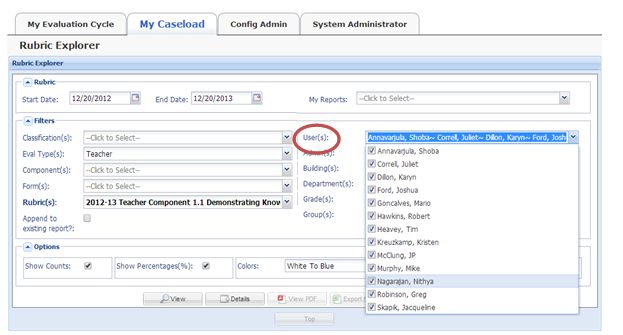 My Evaluation Cycle My Caseload Config Admin System Administrator
Rubric Explorer
Rubric Explorer
Rubric
Start Date: 12/20/2012 End Date: 12/20/2013 My Reports: --Click to Select--
Filters
Classification(s): --Click to Select-- User(s): Annavarjula, Shoba~ Correll, Juliet~ Dillon, Karyn~ Ford, Josh
Eval Type(s): Teacher
Component(s): --Click to Select-- Building(s):
Form(s): --Click to Select-- Department(s):
Rubric(s): 2012-13 Teacher Component 1.1 Demonstrating Know Grade(s):
Append to existing report?: Group(s):
Annavarjula, Shoba
Correll, Juliet
Dillon, Karyn
Ford, Joshua
Goncalves, Mario
Hawkins, Robert
Heavey, Tim
Kreuzkamp, Kristen
McClung, JP
Murphy, Mike
Nagarajan, Nithya
Robinson, Greg
Skapik, Jacqueline
Options
Show Counts: Show Percentages(%): Colors: White To Blue
View Details View PDF Export
Top